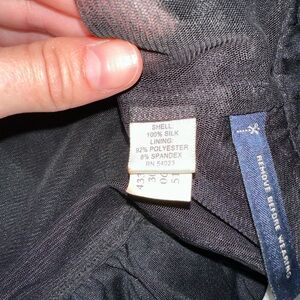 SHELL:
100% SILK
LINING:
92% POLYESTER
8% SPANDEX
RN 54023
REMOVE BEFORE WEARING